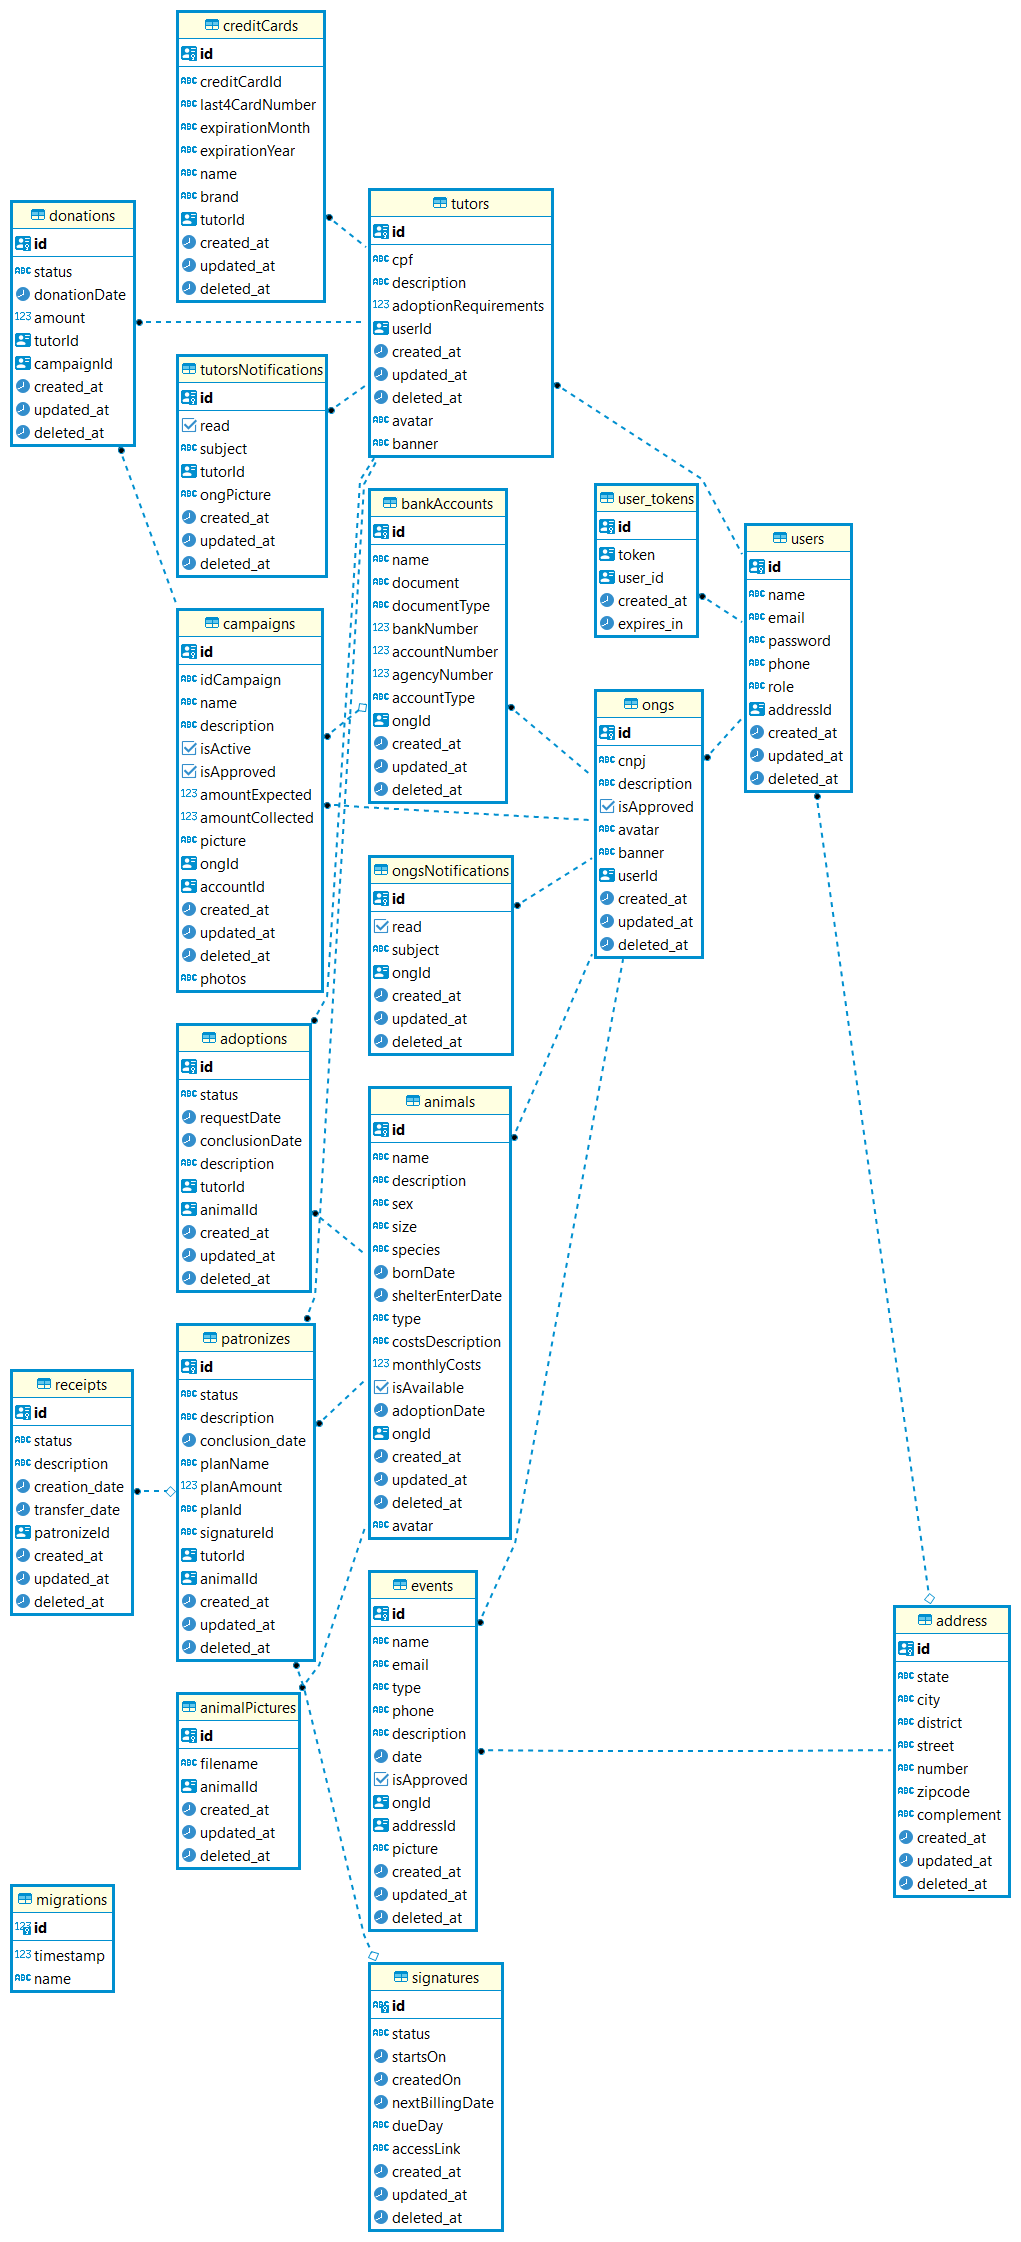 creditCards
id
creditCardId
last4CardNumber
expirationMonth
expirationYear
name
brand
tutorId
created_at
updated_at
deleted_at
donations
id
status
donationDate
amount
tutorId
campaignId
created_at
updated_at
deleted_at
tutors
id
cpf
description
adoptionRequirements
userId
created_at
updated_at
deleted_at
avatar
banner
tutorsNotifications
id
read
subject
tutorId
ongPicture
created_at
updated_at
deleted_at
bankAccounts
id
name
document
documentType
bankNumber
accountNumber
agencyNumber
accountType
ongId
created_at
updated_at
deleted_at
user_tokens
id
token
user_id
created_at
expires_in
users
id
name
email
password
phone
role
addressId
created_at
updated_at
deleted_at
campaigns
id
idCampaign
name
description
isActive
isApproved
amountExpected
amountCollected
picture
ongId
accountId
created_at
updated_at
deleted_at
photos
ongs
id
cnpj
description
isApproved
avatar
banner
userId
created_at
updated_at
deleted_at
ongsNotifications
id
read
subject
ongId
created_at
updated_at
deleted_at
adoptions
id
status
requestDate
conclusionDate
description
tutorId
animalId
created_at
updated_at
deleted_at
animals
id
name
description
sex
size
species
bornDate
shelterEnterDate
type
costsDescription
monthlyCosts
isAvailable
adoptionDate
ongId
created_at
updated_at
deleted_at
avatar
patronizes
id
status
description
conclusion_date
planName
planAmount
planId
signatureId
tutorId
animalId
created_at
updated_at
deleted_at
receipts
id
status
description
creation_date
transfer_date
patronizeId
created_at
updated_at
deleted_at
events
id
name
email
type
phone
description
date
isApproved
ongId
addressId
picture
created_at
updated_at
deleted_at
address
id
state
city
district
street
number
zipcode
complement
created_at
updated_at
deleted_at
animalPictures
id
filename
animalId
created_at
updated_at
deleted_at
migrations
id
timestamp
name
signatures
id
status
startsOn
createdOn
nextBillingDate
dueDay
accessLink
created_at
updated_at
deleted_at